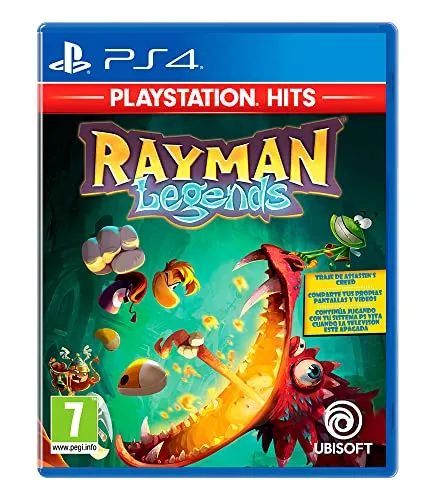 PS4
PLAYSTATION HITS
RAYMAN
Legends
TRAJE DE ASSASSIN'S
CREED
COMPARTE TUS PROPIAS
PANTALLAS Y VIDEOS
CONTINÚA JUGANDO
CON TU SISTEMA PS VITA
CUANDO LA TELEVISIÓN
ESTÉ APAGADA
7
www.pegi.info
UBISOFT